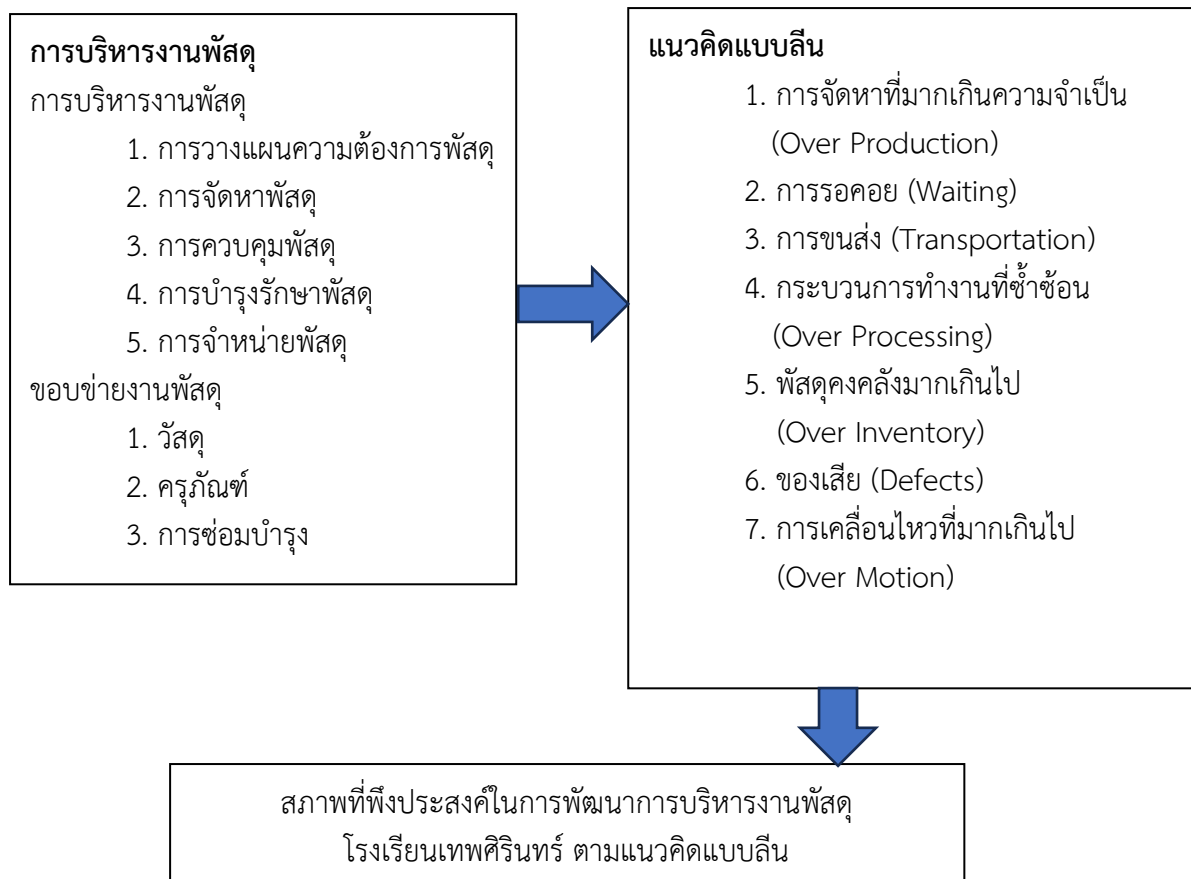 การบริหารงานพัสดุ
การบริหารงานพัสดุ
1. การวางแผนความต้องการพัสดุ
2. การจัดหาพัสดุ
3. การควบคุมพัสดุ
4. การบำรุงรักษาพัสดุ
5. การจำหน่ายพัสดุ
ขอบข่ายงานพัสดุ
1. วัสดุ
2. ครุภัณฑ์
3. การซ่อมบำรุง
แนวคิดแบบลีน
1. การจัดหาที่มากเกินความจำเป็น
(Over Production)
2. การรอคอย (Waiting)
3. การขนส่ง (Transportation)
4. กระบวนการทำงานที่ซ้ำซ้อน
(Over Processing)
5. พัสดุคงคลังมากเกินไป
(Over Inventory)
6. ของเสีย (Defects)
7. การเคลื่อนไหวที่มากเกินไป
(Over Motion)
สภาพที่พึงประสงค์ในการพัฒนาการบริหารงานพัสดุ
โรงเรียนเทพศิรินทร์ ตามแนวคิดแบบลีน